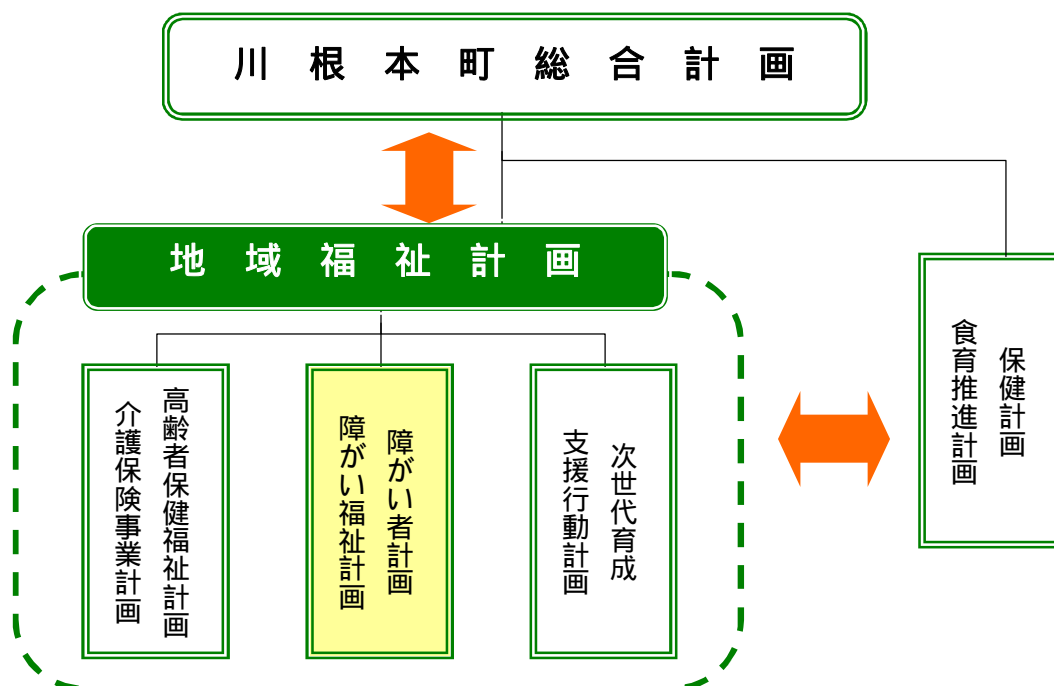 川根本町総合計画
地域福祉計画
高齢者保健福祉計画
介護保険事業計画
障がい者計画
障がい福祉計画
次世代育成
支援行動計画
保健計画
食育推進計画